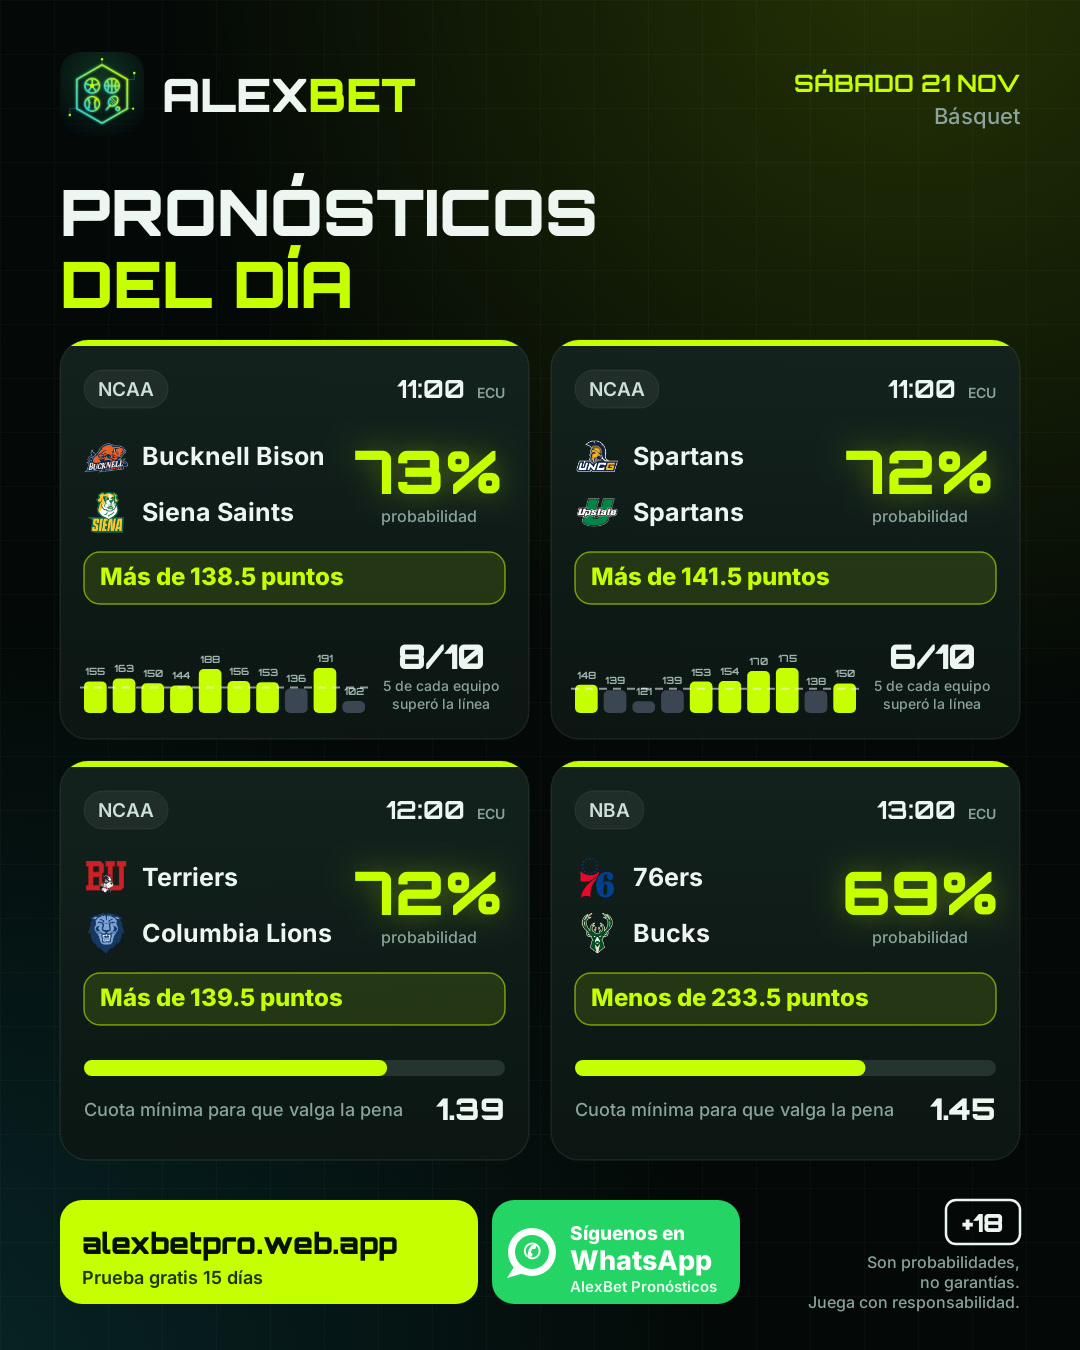 ALEXBET
SÁBADO 21 NOV
Básquet
PRONÓSTICOS
DEL DÍA
NCAA
11:00 ECU
BUCKNELL
Bucknell Bison
SIENA
Siena Saints
73%
probabilidad
Más de 138.5 puntos
155 163 150 144 188 156 153 136 191 102
8/10
5 de cada equipo
superó la línea
NCAA
11:00 ECU
UNCG
Spartans
Upstate
Spartans
72%
probabilidad
Más de 141.5 puntos
148 139 121 139 153 154 170 175 138 150
6/10
5 de cada equipo
superó la línea
NCAA
12:00 ECU
BU
Terriers
Columbia Lions
72%
probabilidad
Más de 139.5 puntos
Cuota mínima para que valga la pena 1.39
NBA
13:00 ECU
76
76ers
Bucks
69%
probabilidad
Menos de 233.5 puntos
Cuota mínima para que valga la pena 1.45
alexbetpro.web.app
Prueba gratis 15 días
Síguenos en
WhatsApp
AlexBet Pronósticos
+18
Son probabilidades,
no garantías.
Juega con responsabilidad.